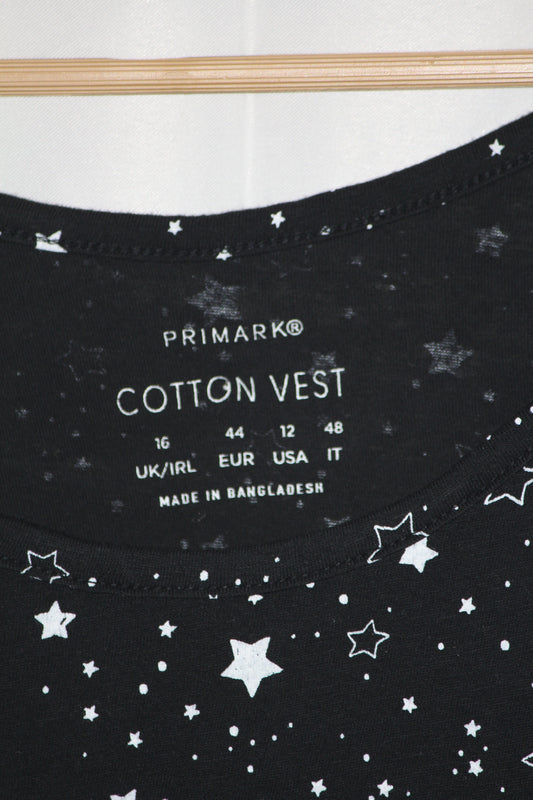 PRIMARK®
COTTON VEST
16 44 12 48
UK/IRL EUR USA IT
MADE IN BANGLADESH